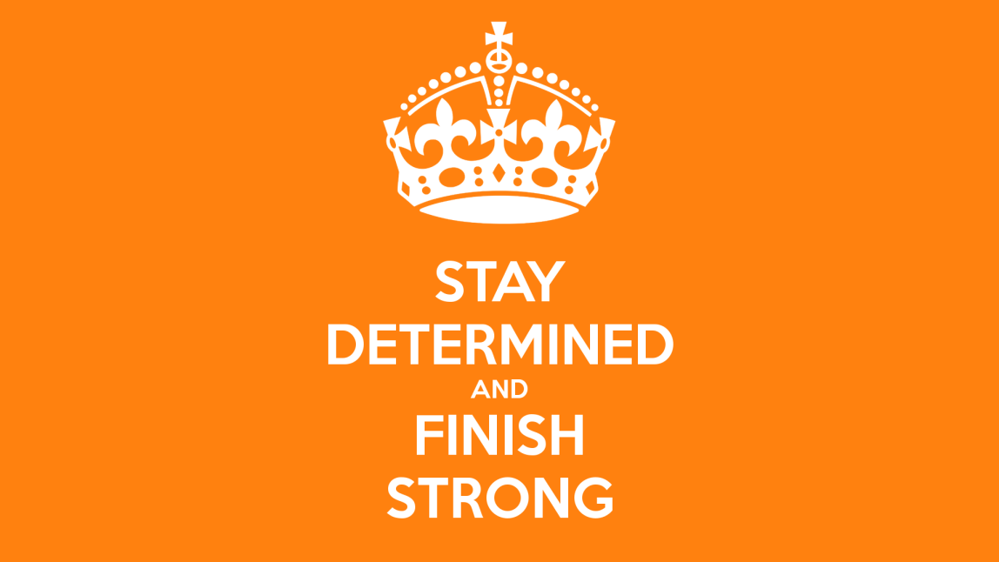 STAY
DETERMINED
AND
FINISH
STRONG